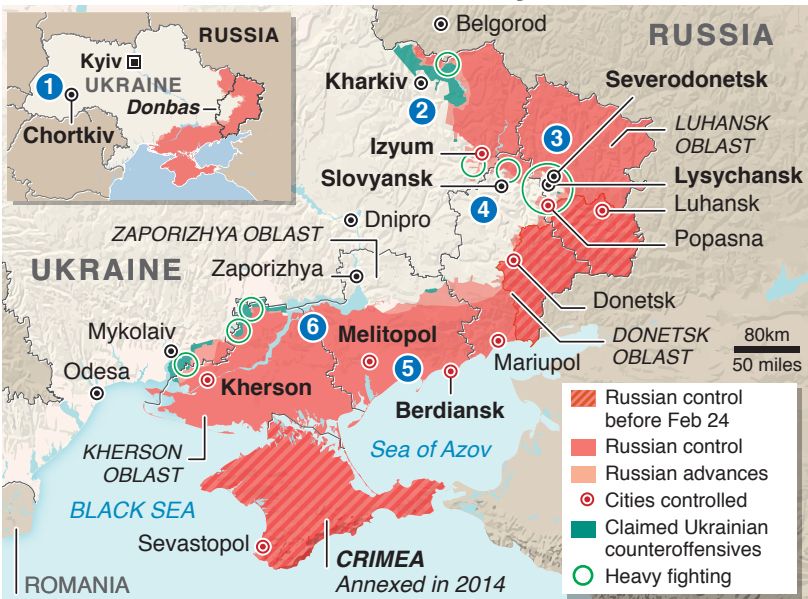 RUSSIA
Kyiv
1
UKRAINE
Donbas
Chortkiv
Belgorod
RUSSIA
Kharkiv
2
Severodonetsk
3
LUHANSK
OBLAST
Izyum
Slovyansk
Lysychansk
4
Luhansk
Dnipro
Popasna
ZAPORIZHYA OBLAST
UKRAINE
Zaporizhya
Donetsk
6
Mykolaiv
Melitopol
DONETSK
OBLAST
80km
50 miles
Mariupol
5
Odesa
Kherson
Berdiansk
KHERSON
OBLAST
Sea of Azov
BLACK SEA
Sevastopol
CRIMEA
Annexed in 2014
ROMANIA
Russian control
before Feb 24
Russian control
Russian advances
Cities controlled
Claimed Ukrainian
counteroffensives
Heavy fighting